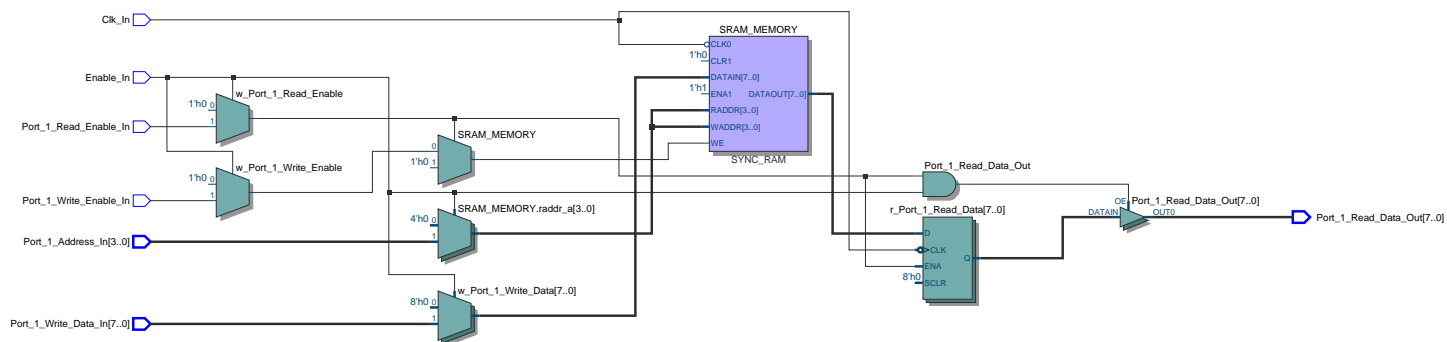 Clk_In
Enable_In
Port_1_Read_Enable_In
Port_1_Write_Enable_In
Port_1_Address_In[3..0]
Port_1_Write_Data_In[7..0]
w_Port_1_Read_Enable
1'h0 0
1
w_Port_1_Write_Enable
1'h0 0
1
SRAM_MEMORY
0
1'h0 1
SRAM_MEMORY.raddr_a[3..0]
4'h0 0
1
w_Port_1_Write_Data[7..0]
8'h0 0
1
SRAM_MEMORY
CLK0
1'h0 CLR1
DATAIN[7..0]
1'h1 ENA1 DATAOUT[7..0]
RADDR[3..0]
WADDR[3..0]
WE
SYNC_RAM
Port_1_Read_Data_Out
r_Port_1_Read_Data[7..0]
D
CLK
Q
ENA
8'h0 SCLR
Port_1_Read_Data_Out[7..0]
OE
DATAIN OUT0
Port_1_Read_Data_Out[7..0]